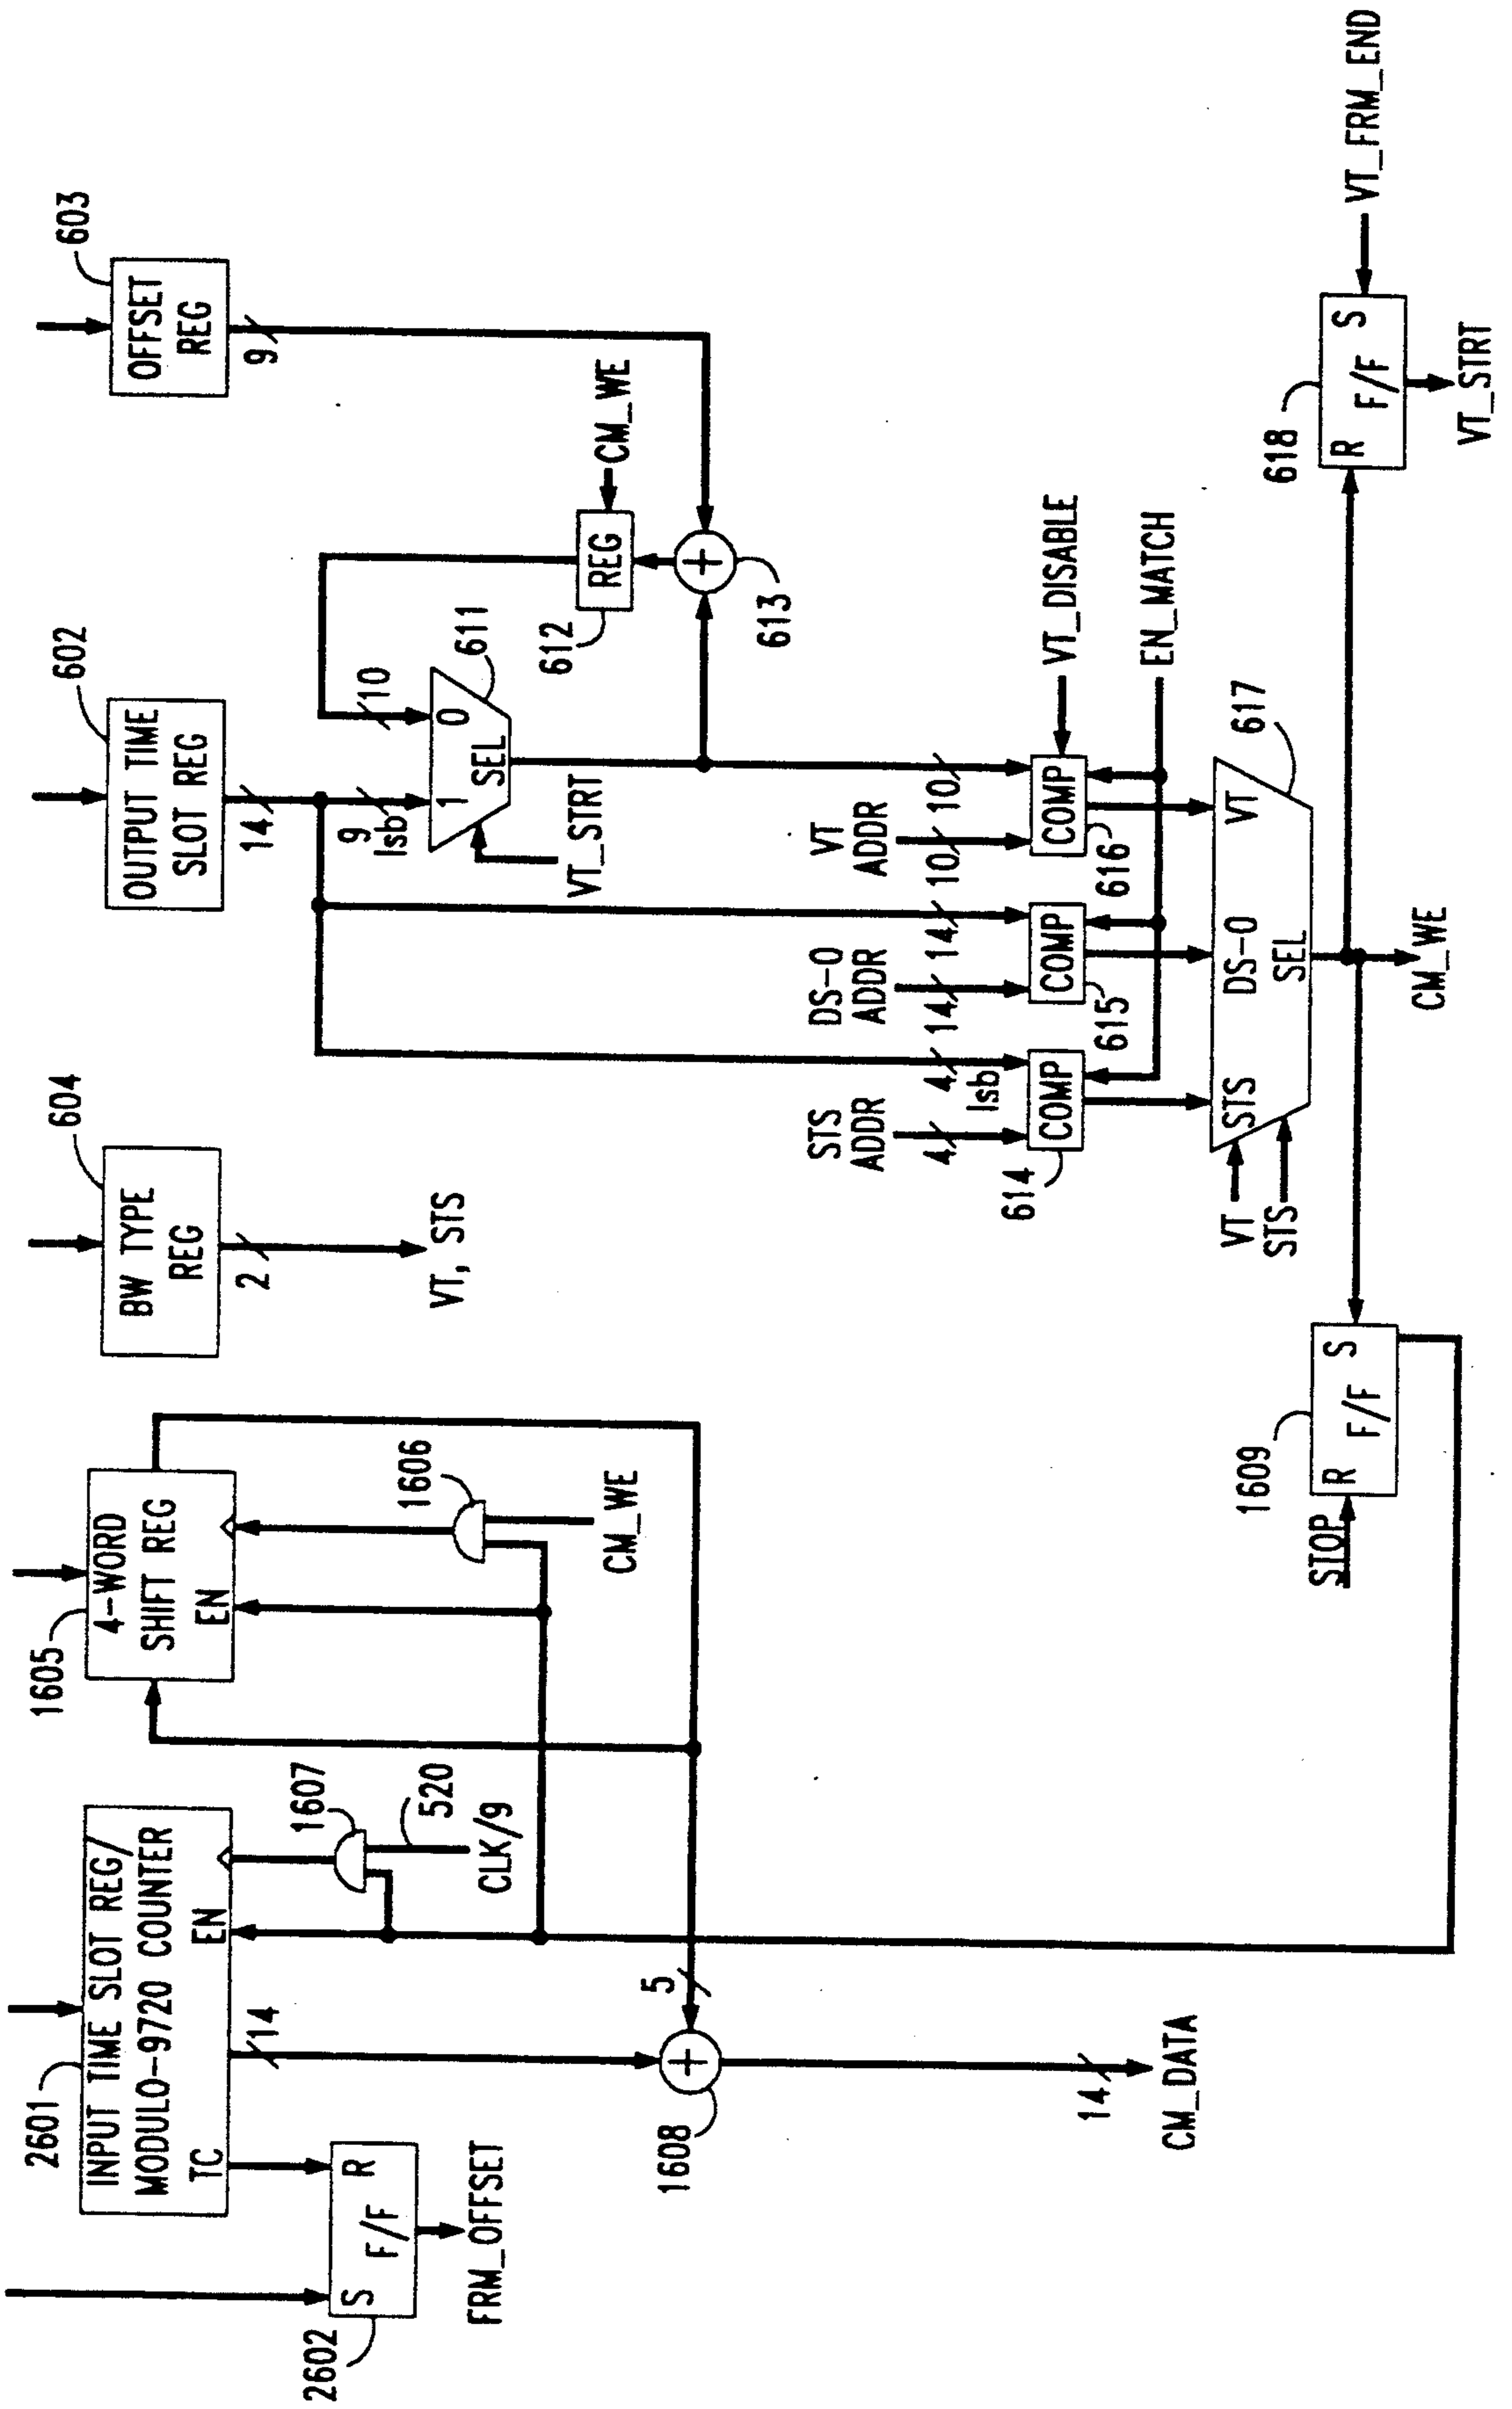 2601
INPUT TIME SLOT REG/
MODULO-9720 COUNTER
TC
EN
14
2602
S
R
F/F
FRM_OFFSET
1607
520
CLK/9
1605
4-WORD
SHIFT REG
EN
1606
CM_WE
5
1608
14
CM_DATA
604
BW TYPE
REG
2
VT, STS
602
OUTPUT TIME
SLOT REG
14
9
lsb
10
1
0
SEL
611
VT_STRT
603
OFFSET
REG
9
612
REG
CM_WE
613
STS
ADDR
4
4
lsb
DS-0
ADDR
14
14
VT
ADDR
10
10
COMP
614
COMP
615
COMP
616
VT_DISABLE
EN_MATCH
STS
DS-0
VT
SEL
617
VT
STS
CM_WE
1609
R
S
F/F
STOP
618
R
S
F/F
VT_FRM_END
VT_STRT